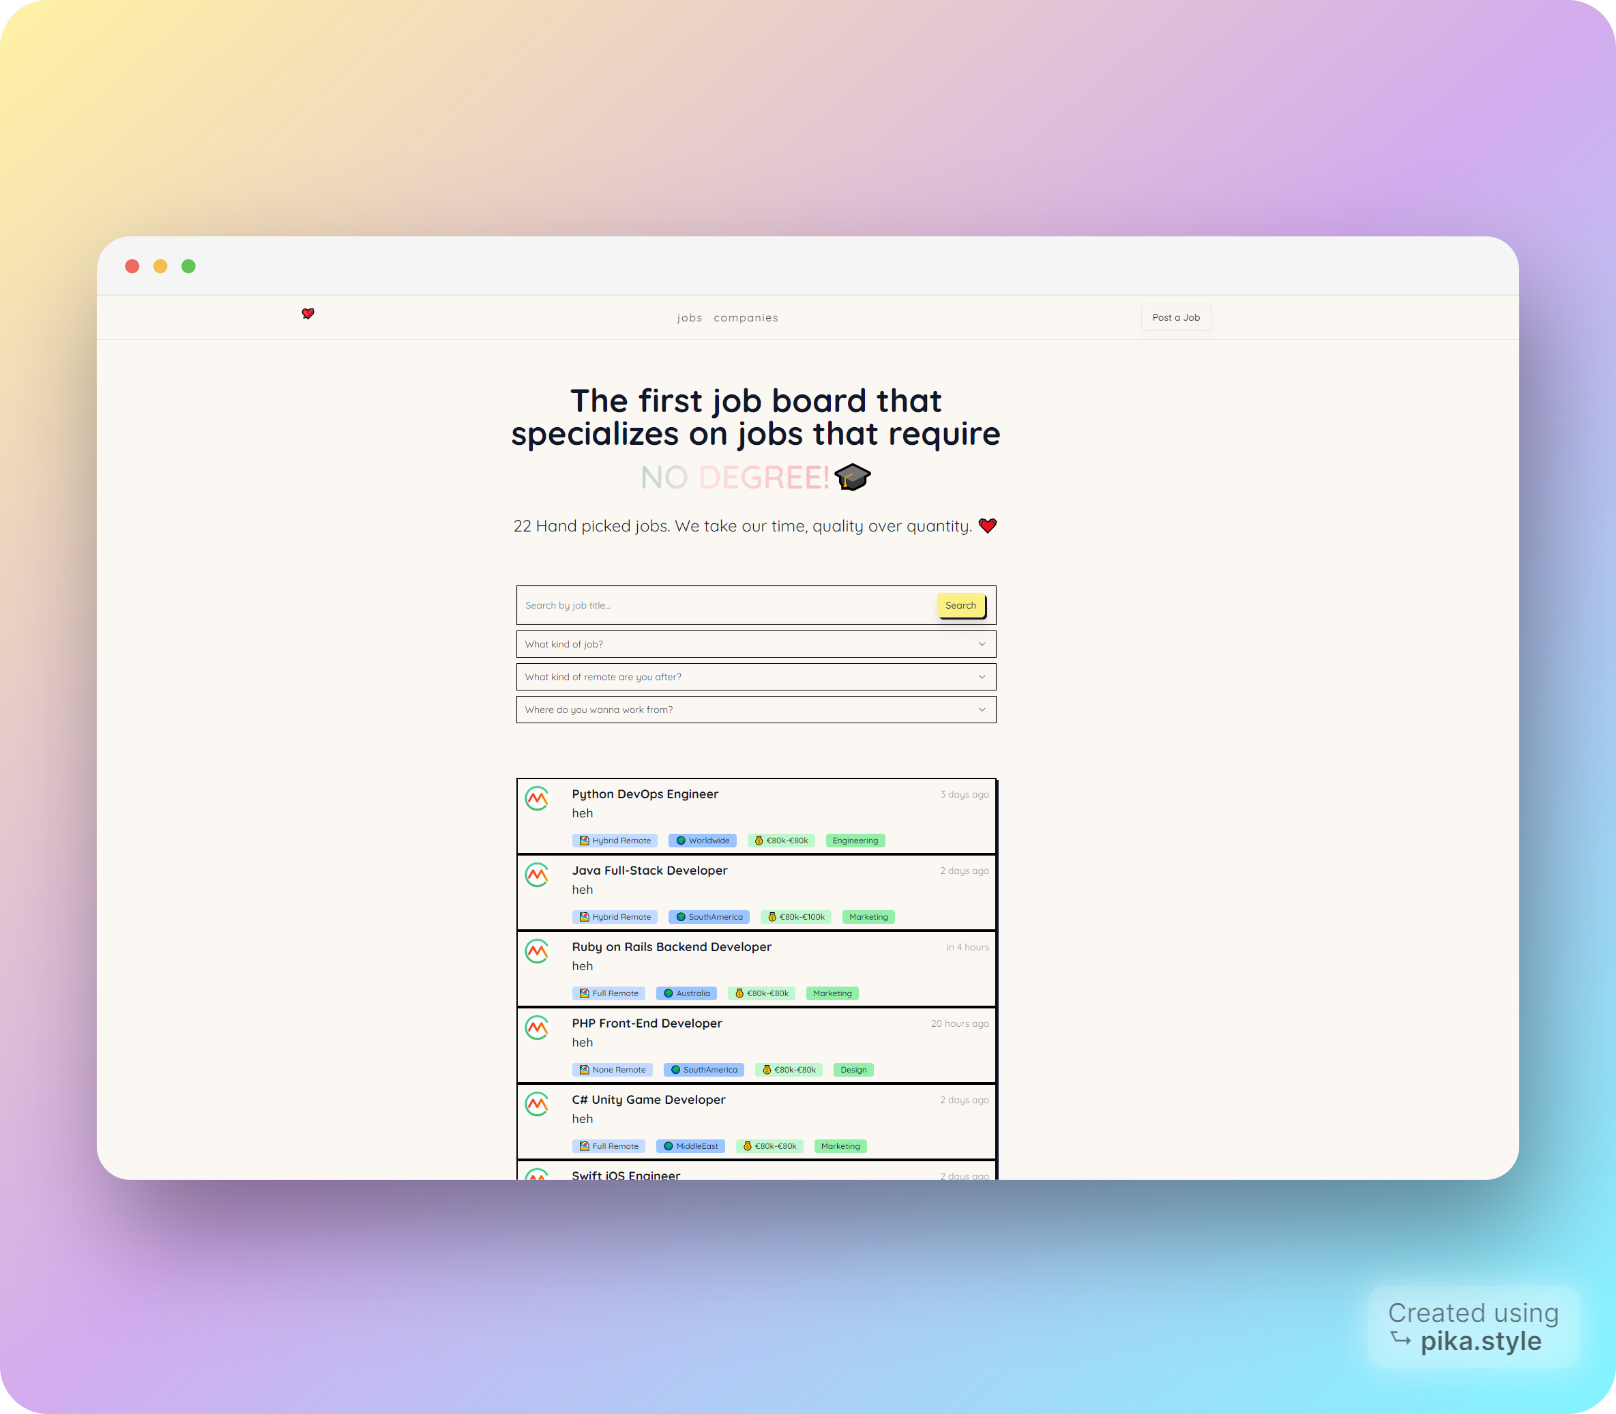 jobs companies
Post a Job
The first job board that
specializes on jobs that require
NO DEGREE!
22 Hand picked jobs. We take our time, quality over quantity.
Search by job title...
Search
What kind of job?
What kind of remote are you after?
Where do you wanna work from?
Python DevOps Engineer
3 days ago
heh
Hybrid Remote Worldwide €80k-€80k Engineering
Java Full-Stack Developer
2 days ago
heh
Hybrid Remote SouthAmerica €80k-€100k Marketing
Ruby on Rails Backend Developer
in 4 hours
heh
Full Remote Australia €80k-€80k Marketing
PHP Front-End Developer
20 hours ago
heh
None Remote SouthAmerica €80k-€80k Design
C# Unity Game Developer
2 days ago
heh
Full Remote MiddleEast €80k-€80k Marketing
Swift iOS Engineer
2 days ago
Created using
pika.style